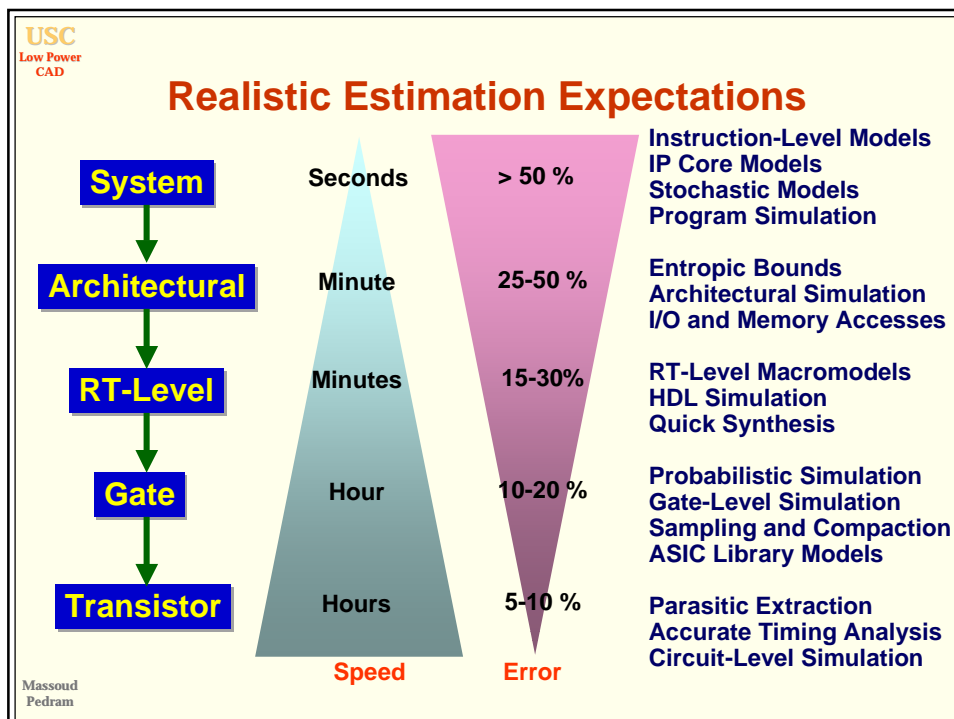 USC
Low Power
CAD
Realistic Estimation Expectations
System
Seconds
> 50 %
Instruction-Level Models
IP Core Models
Stochastic Models
Program Simulation
Architectural
Minute
25-50 %
Entropic Bounds
Architectural Simulation
I/O and Memory Accesses
RT-Level
Minutes
15-30%
RT-Level Macromodels
HDL Simulation
Quick Synthesis
Gate
Hour
10-20 %
Probabilistic Simulation
Gate-Level Simulation
Sampling and Compaction
ASIC Library Models
Transistor
Hours
5-10 %
Parasitic Extraction
Accurate Timing Analysis
Circuit-Level Simulation
Speed
Error
Massoud
Pedram